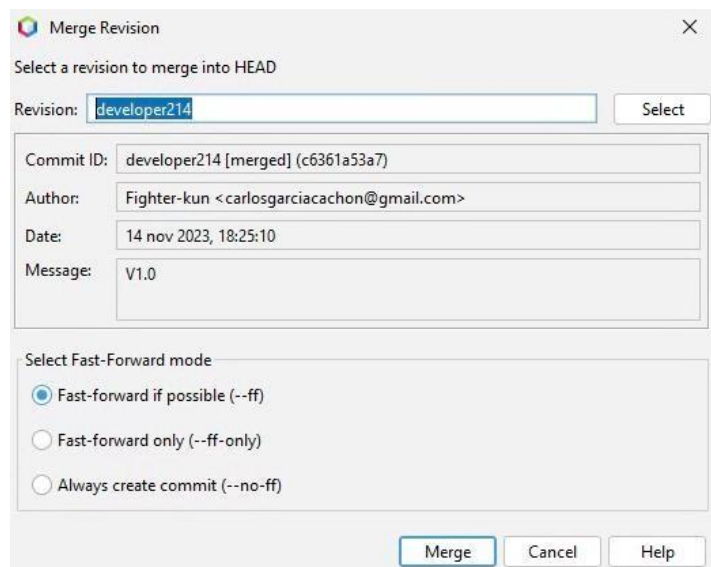 Merge Revision
Select a revision to merge into HEAD
Revision: developer214 Select
Commit ID: developer214 [merged] (c6361a53a7)
Author: Fighter-kun <carlosgarciacachon@gmail.com>
Date: 14 nov 2023, 18:25:10
Message: V1.0
Select Fast-Forward mode
Fast-forward if possible (--ff)
Fast-forward only (--ff-only)
Always create commit (--no-ff)
Merge Cancel Help